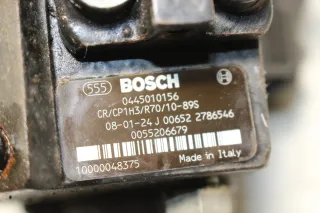 555 BOSCH
0445010156
CR/CP1H3/R70/10-89S
08-01-24 J 00652 2786546
0055206679
10000048375 Made in Italy